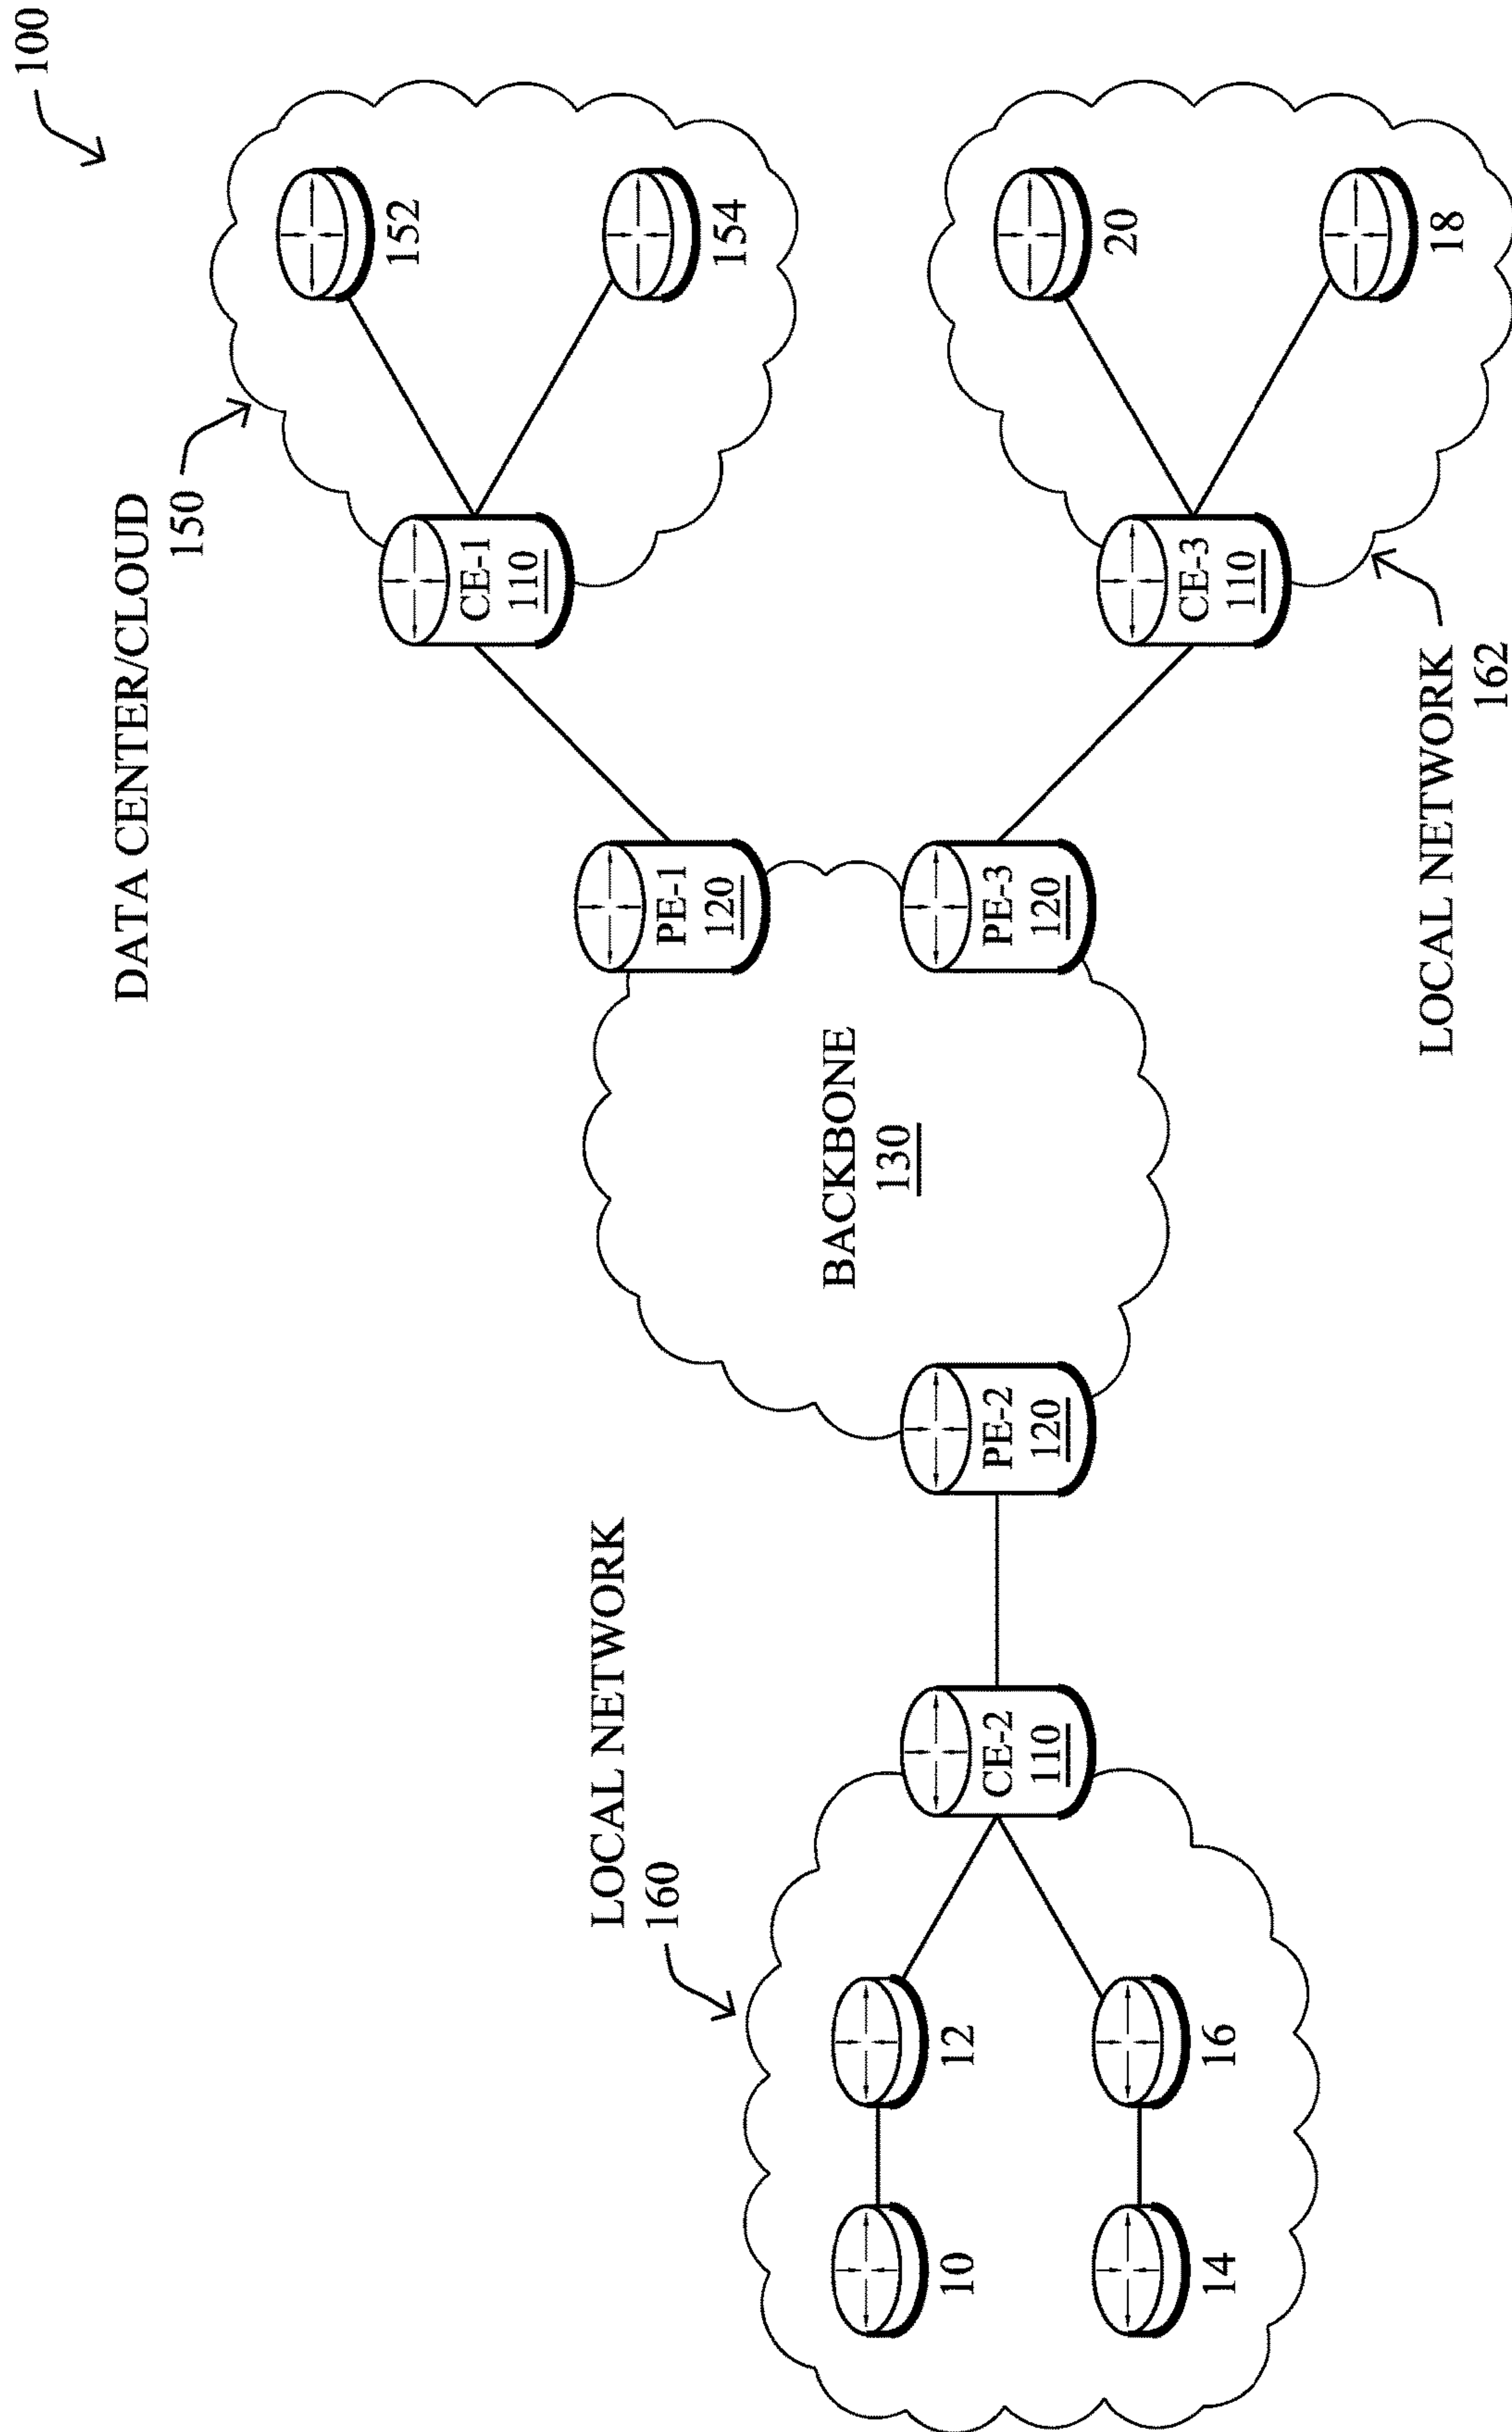 100
DATA CENTER/CLOUD
150
152
154
CE-1
110
PE-1
120
LOCAL NETWORK
160
BACKBONE
130
10
12
14
16
CE-2
110
PE-2
120
PE-3
120
CE-3
110
20
18
LOCAL NETWORK
162